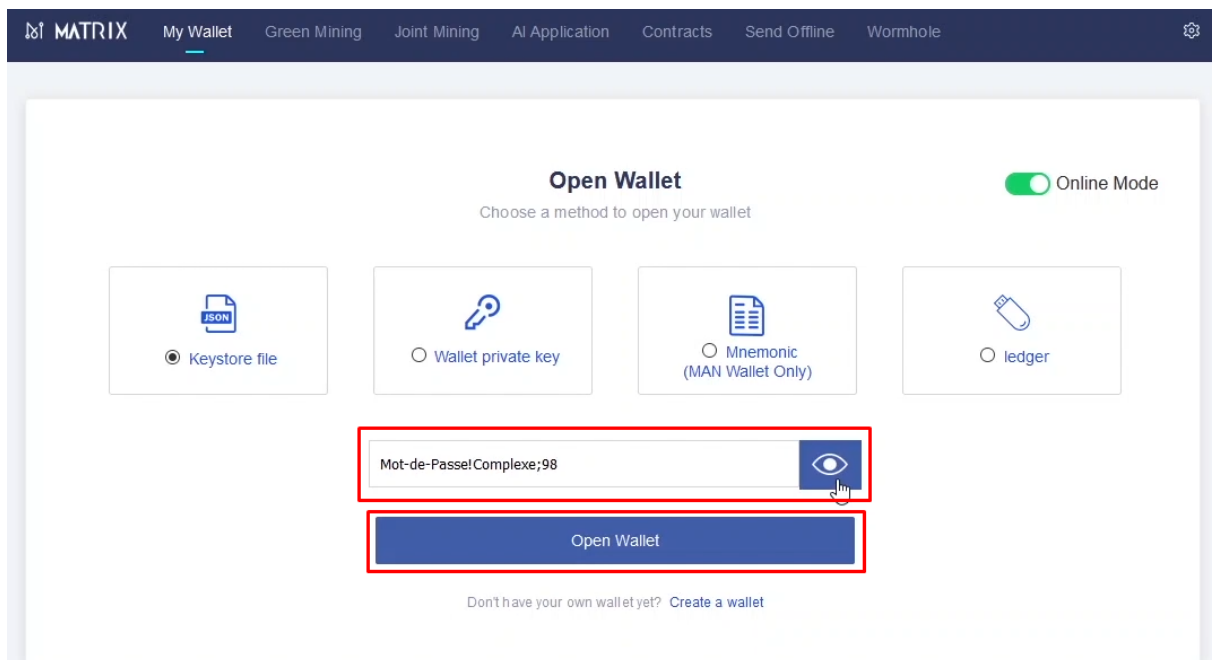 MATRIX My Wallet Green Mining Joint Mining AI Application Contracts Send Offline Wormhole
Open Wallet
Online Mode
Choose a method to open your wallet
JSON
Keystore file
Wallet private key
Mnemonic
(MAN Wallet Only)
ledger
Mot-de-Passe!Complexe;98
Open Wallet
Don't have your own wallet yet? Create a wallet